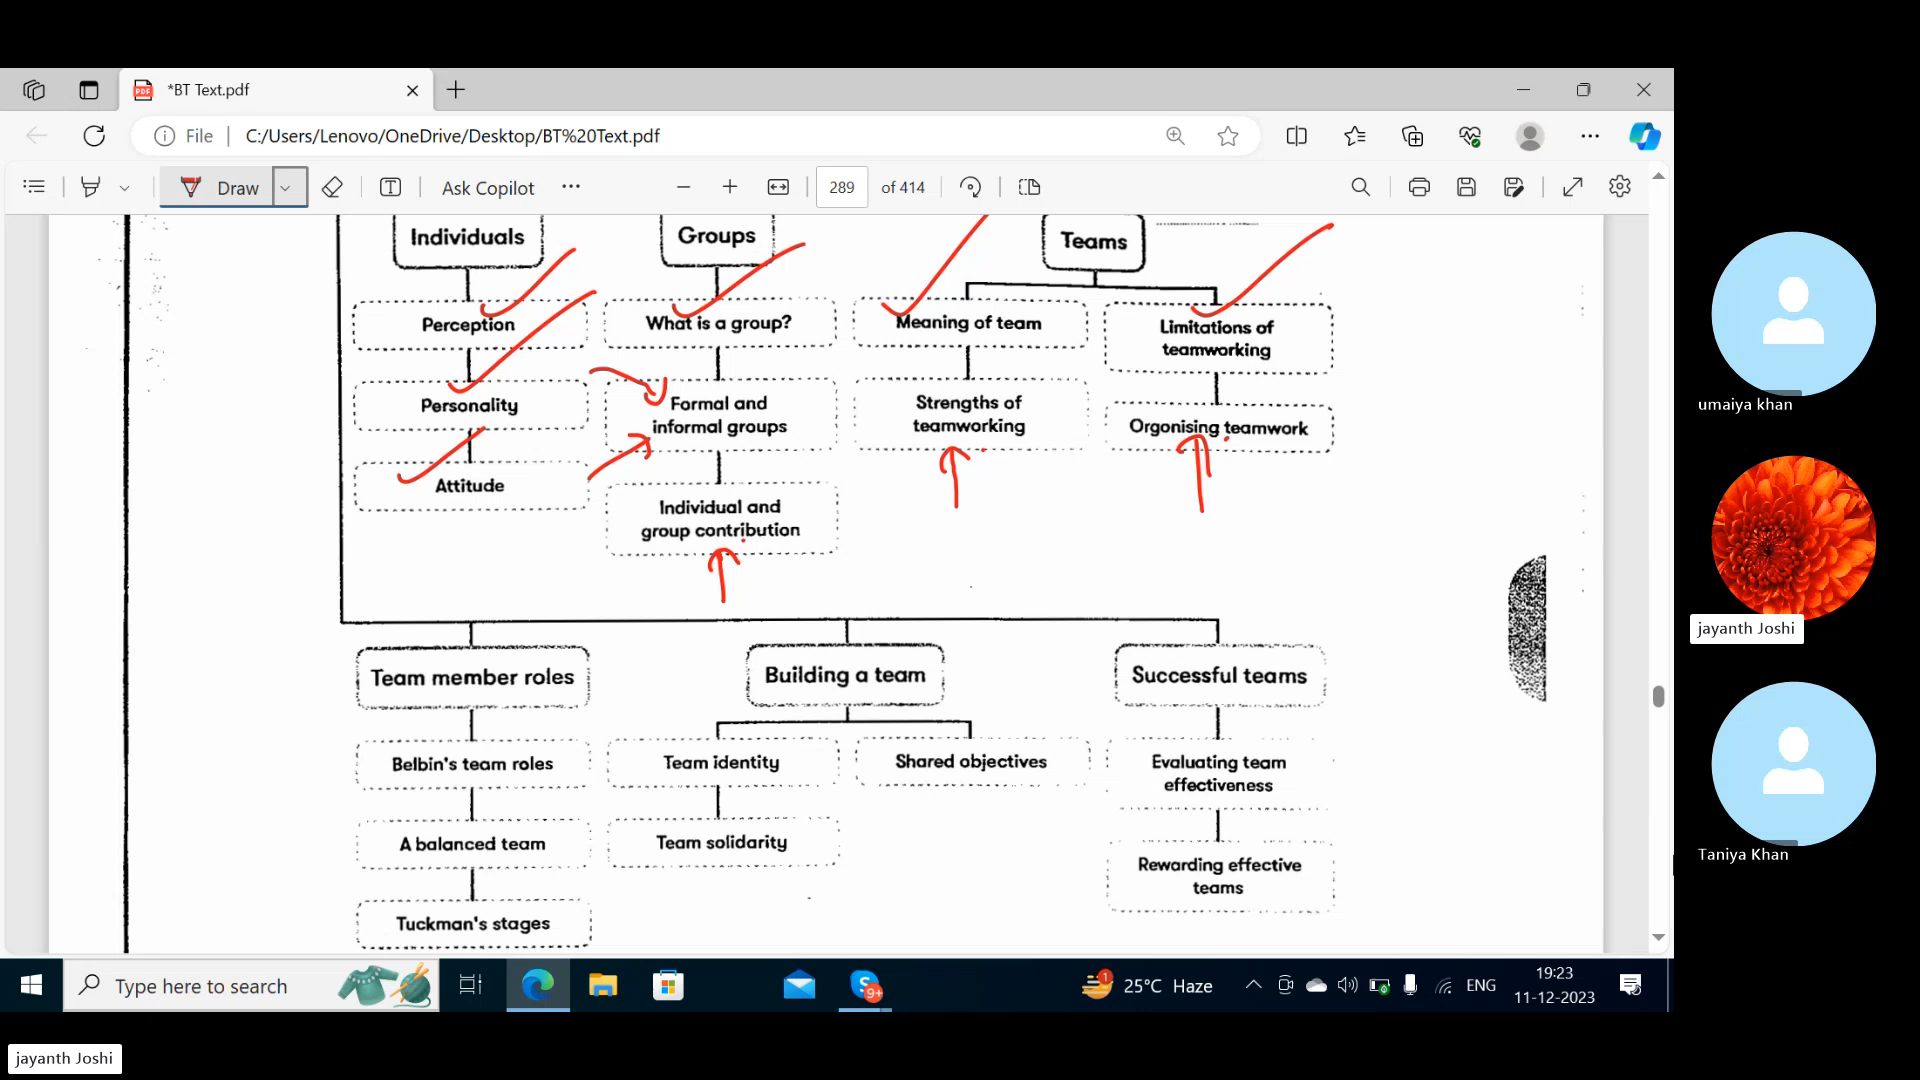 *BT Text.pdf
File
C:/Users/Lenovo/OneDrive/Desktop/BT%20Text.pdf
Draw
Ask Copilot
289
of 414
Individuals
Groups
Teams
Perception
What is a group?
Meaning of team
Limitations of
teamworking
Personality
Formal and
informal groups
Strengths of
teamworking
Orgonising teamwork
Attitude
Individual and
group contribution
Team member roles
Building a team
Successful teams
Belbin's team roles
Team identity
Shared objectives
Evaluating team
effectiveness
A balanced team
Team solidarity
Rewarding effective
teams
Tuckman's stages
umaiya khan
jayanth Joshi
Taniya Khan
Type here to search
9+
1
25°C Haze
ENG
19:23
11-12-2023
jayanth Joshi